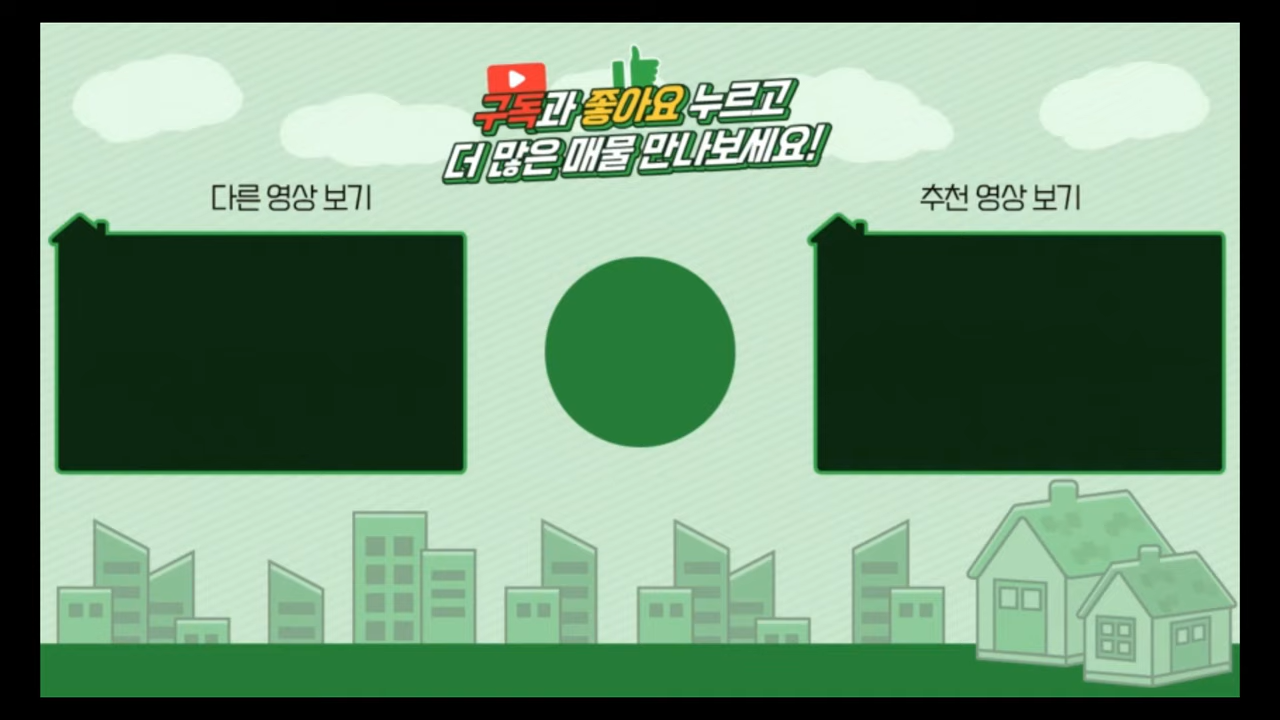 구독과 좋아요 누르고
더 많은 매물 만나보세요!
다른 영상 보기
추천 영상 보기